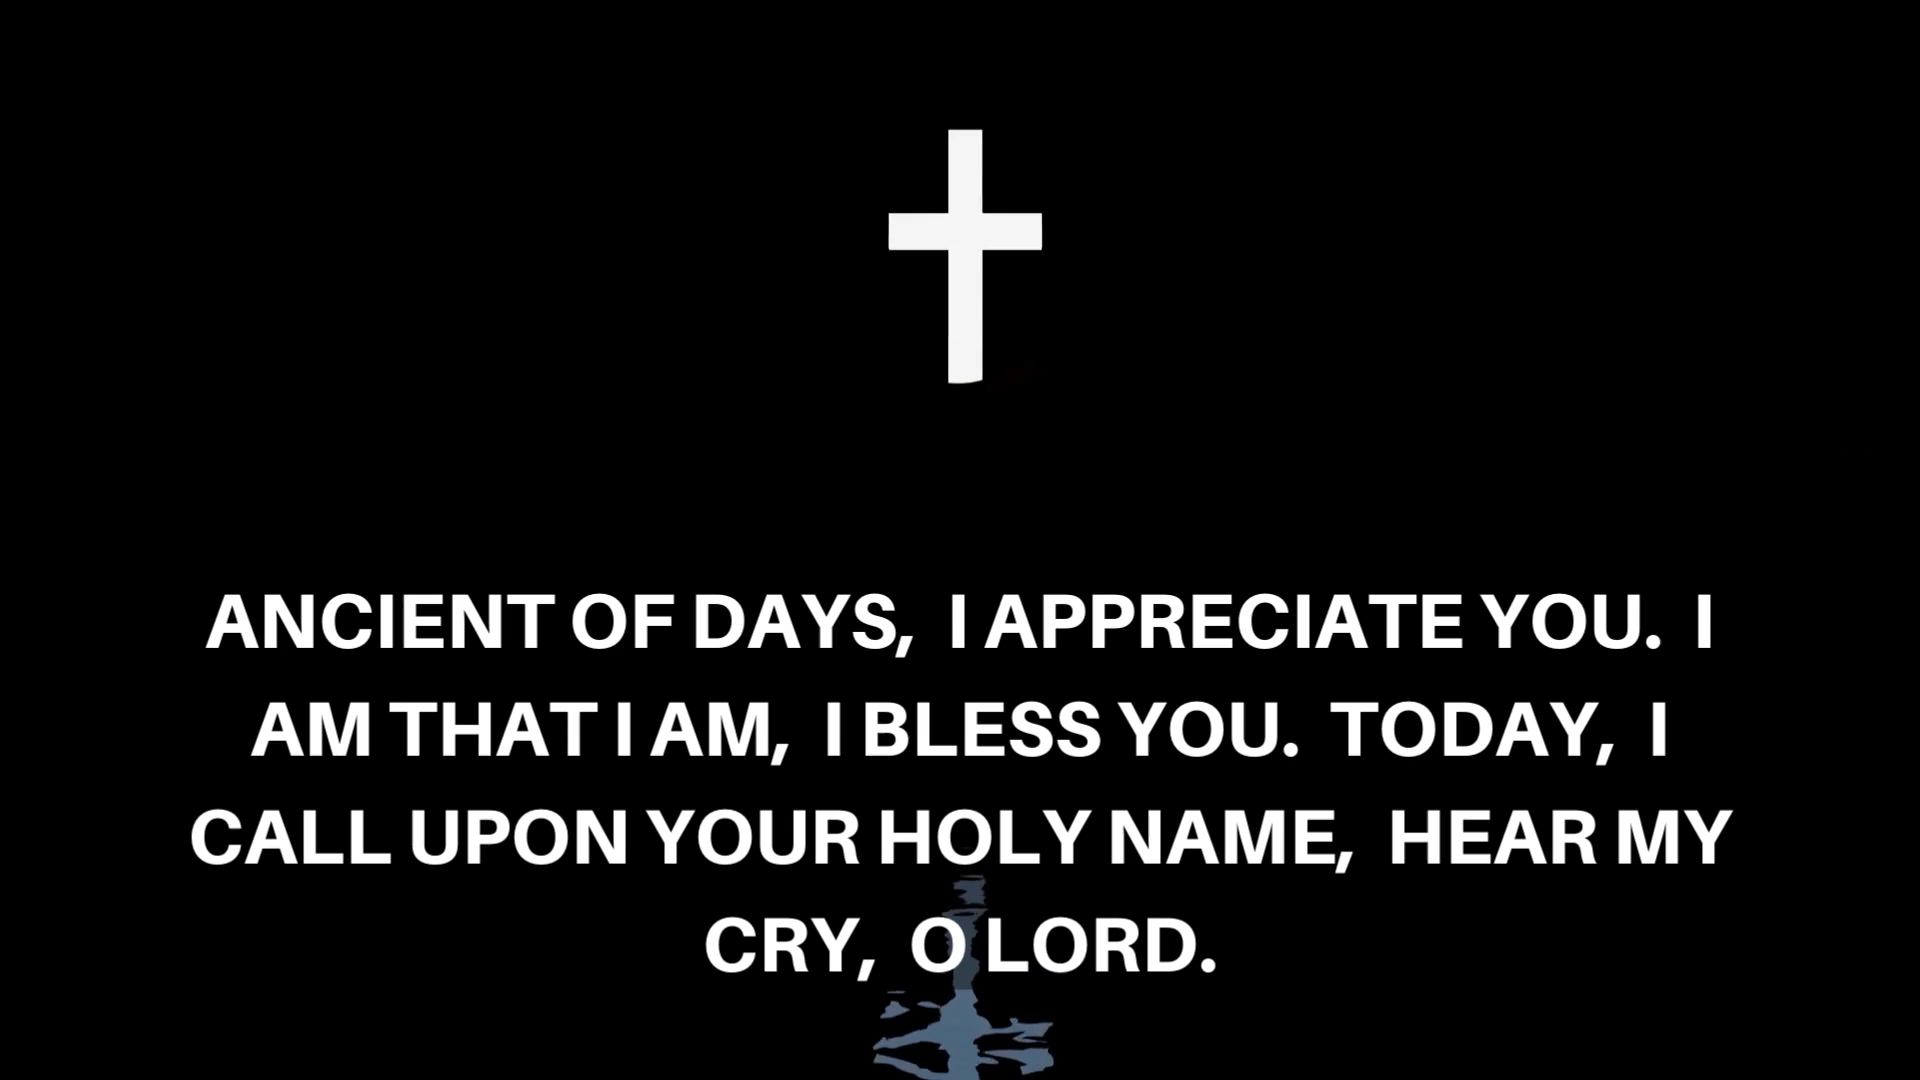 ANCIENT OF DAYS, I APPRECIATE YOU. I
AM THAT I AM, I BLESS YOU. TODAY, I
CALL UPON YOUR HOLY NAME, HEAR MY
CRY, O LORD.